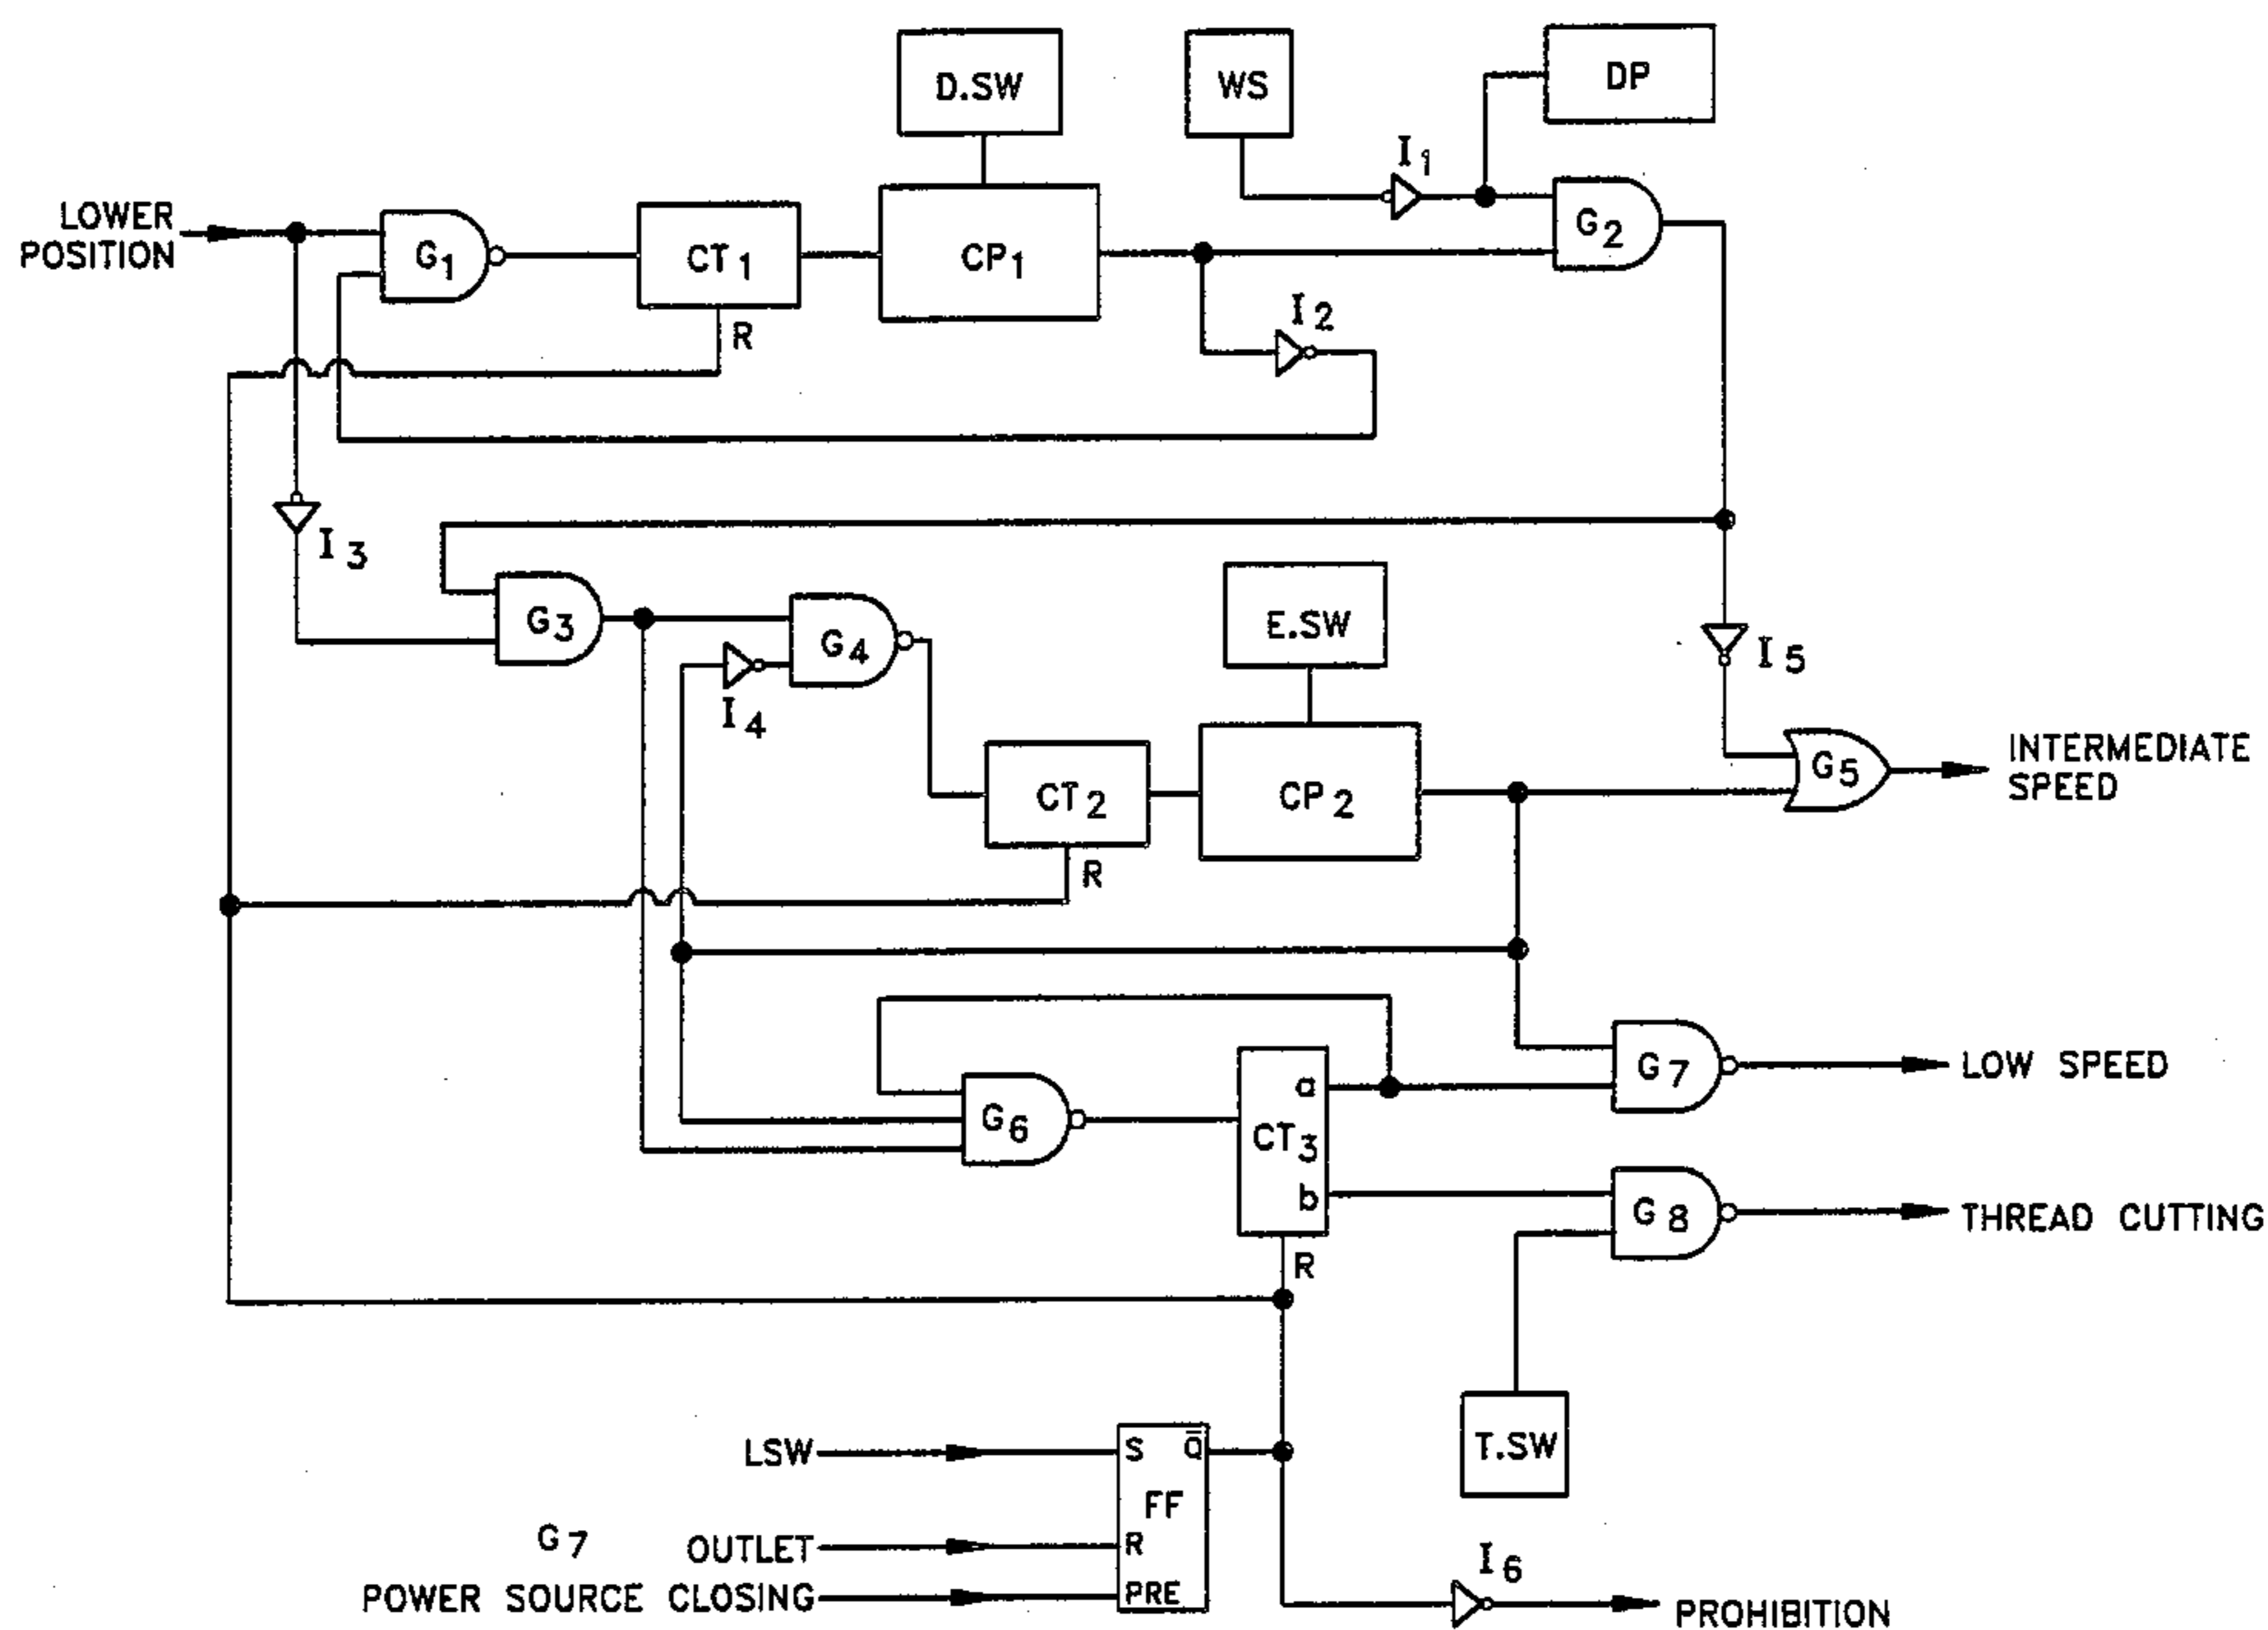 D.SW
WS
DP
I1
LOWER
POSITION
G1
CT1
CP1
G2
R
I2
I3
G3
G4
E.SW
I5
I4
CT2
CP2
G5
INTERMEDIATE
SPEED
R
a
G6
CT3
b
G7
LOW SPEED
G8
THREAD CUTTING
R
T.SW
LSW
S
Q̅
FF
G7
OUTLET
R
POWER SOURCE CLOSING
PRE
I6
PROHIBITION